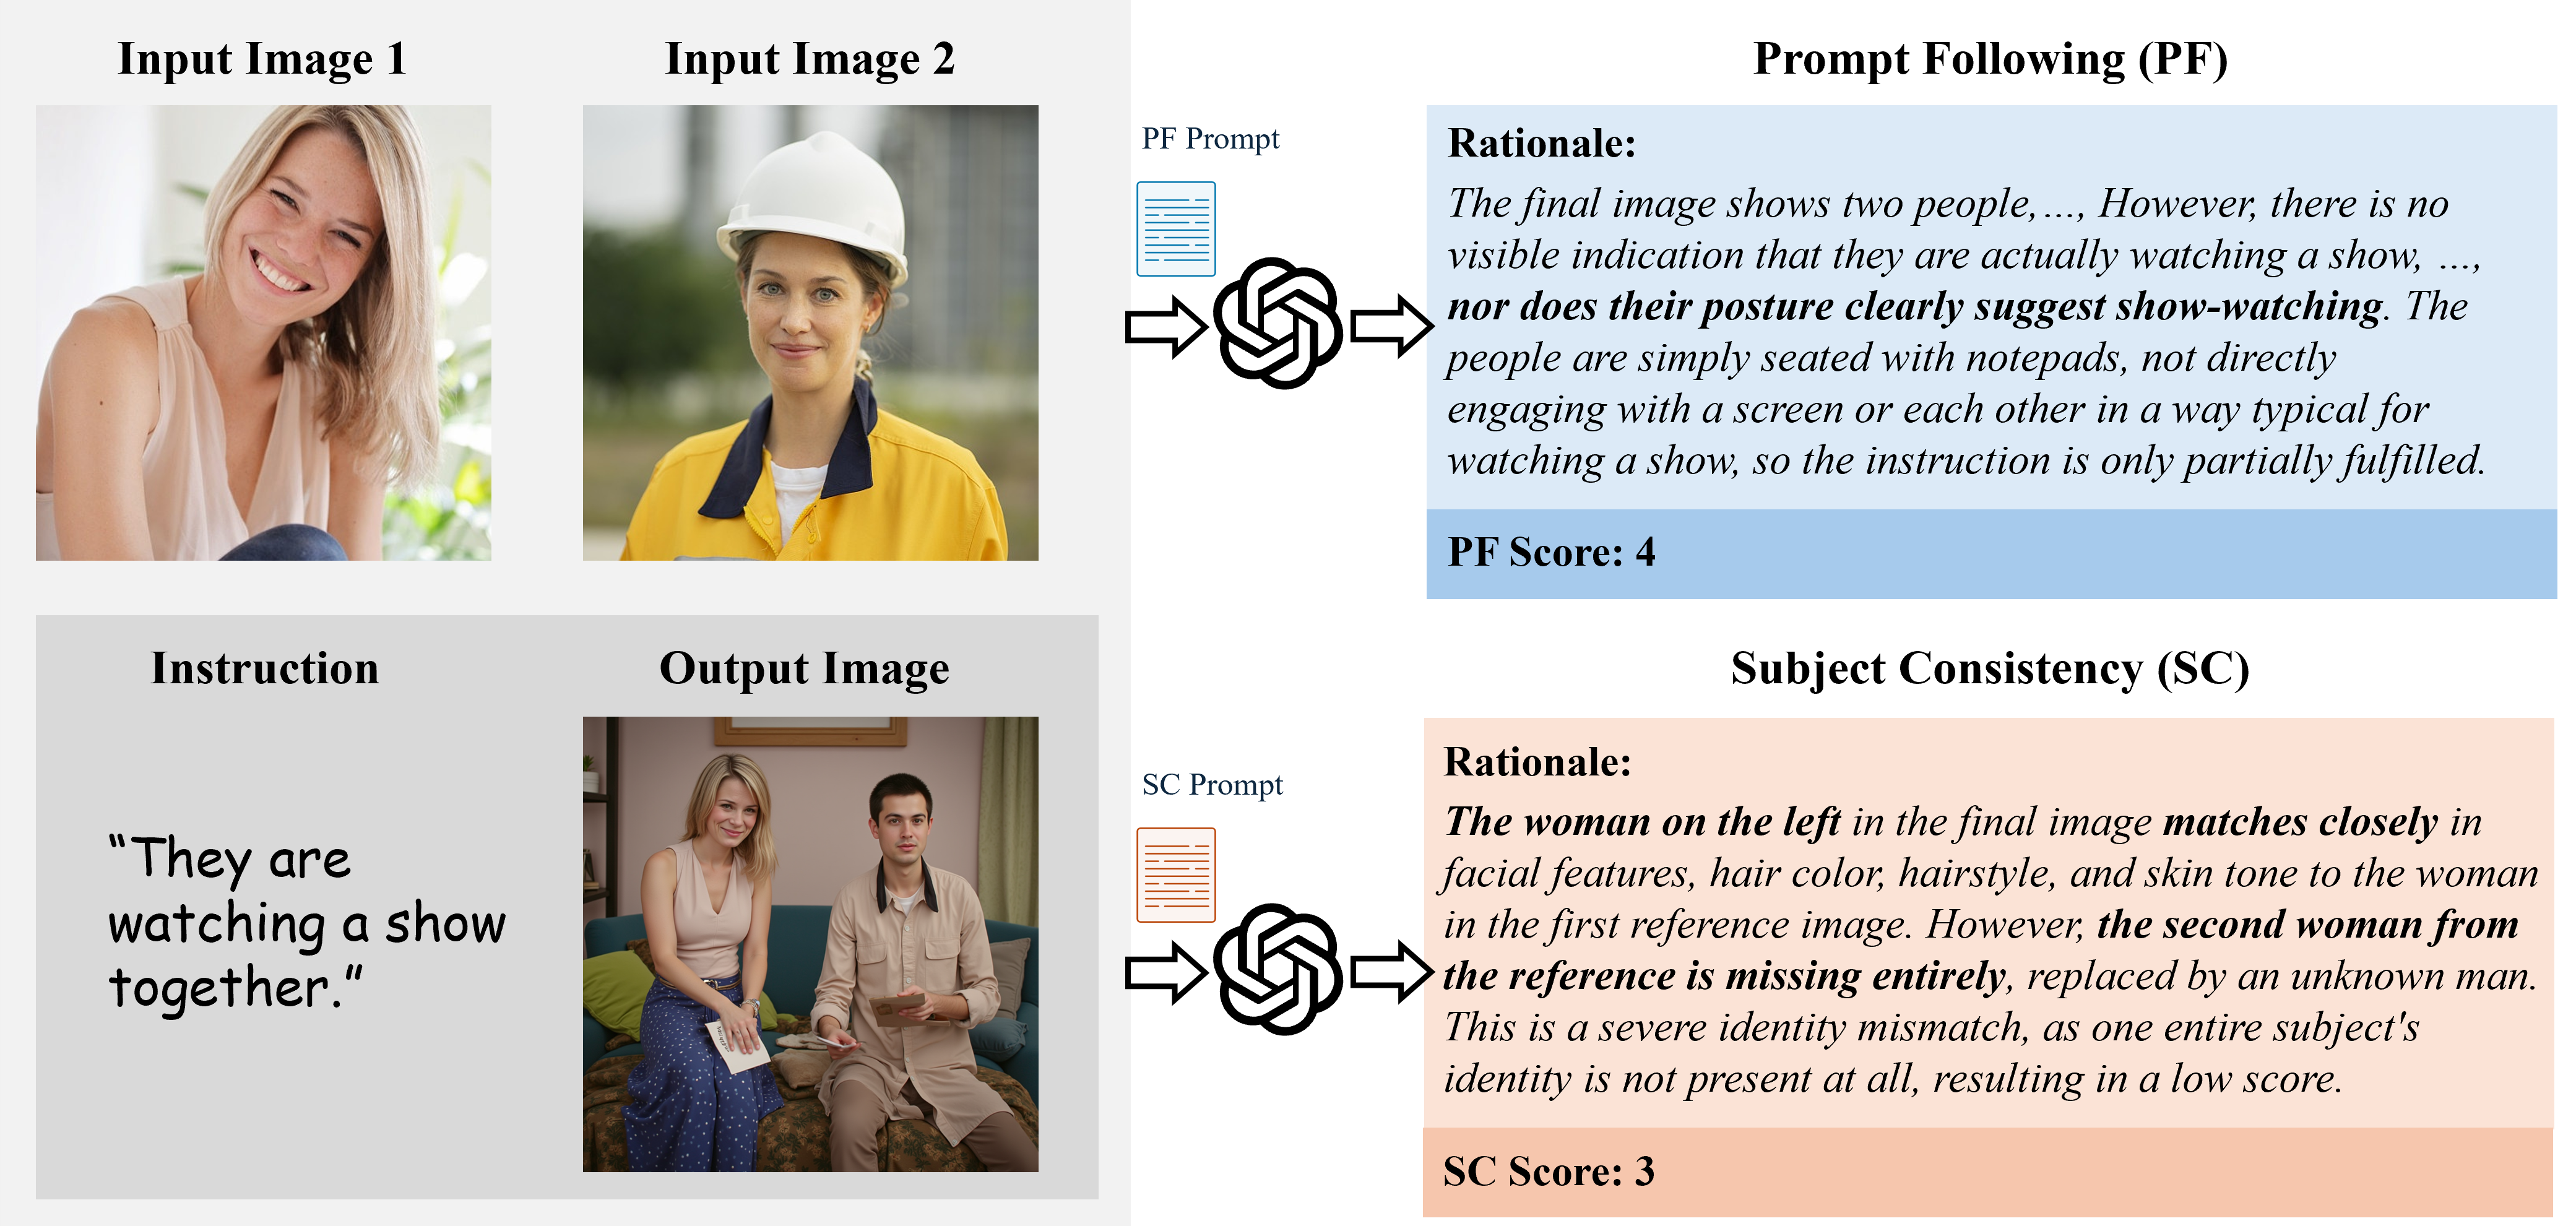 Input Image 1
Input Image 2
Instruction
“They are
watching a show
together.”
Output Image
PF Prompt
SC Prompt
Prompt Following (PF)
Rationale:
The final image shows two people,..., However, there is no
visible indication that they are actually watching a show, ...,
nor does their posture clearly suggest show-watching. The
people are simply seated with notepads, not directly
engaging with a screen or each other in a way typical for
watching a show, so the instruction is only partially fulfilled.
PF Score: 4
Subject Consistency (SC)
Rationale:
The woman on the left in the final image matches closely in
facial features, hair color, hairstyle, and skin tone to the woman
in the first reference image. However, the second woman from
the reference is missing entirely, replaced by an unknown man.
This is a severe identity mismatch, as one entire subject's
identity is not present at all, resulting in a low score.
SC Score: 3